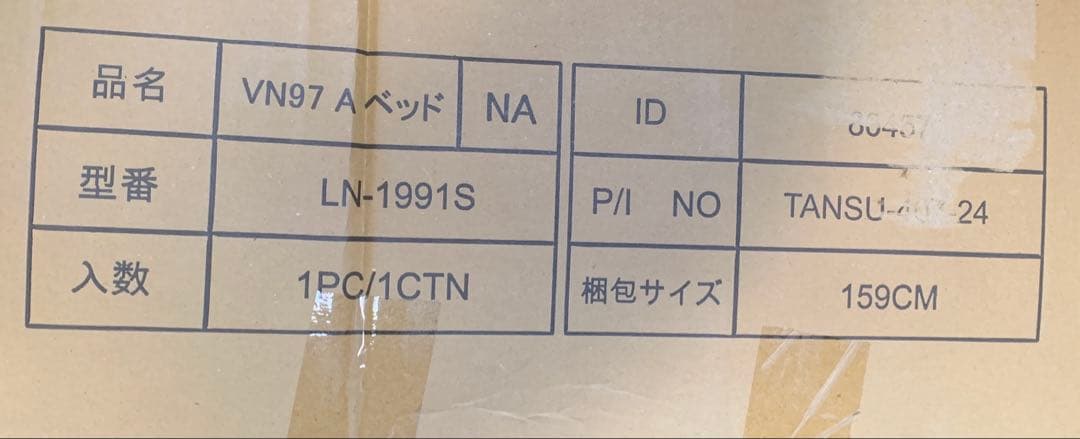 品名 VN97 A ベッド NA
型番 LN-1991S
入数 1PC/1CTN
ID
P/I NO
梱包サイズ 159CM